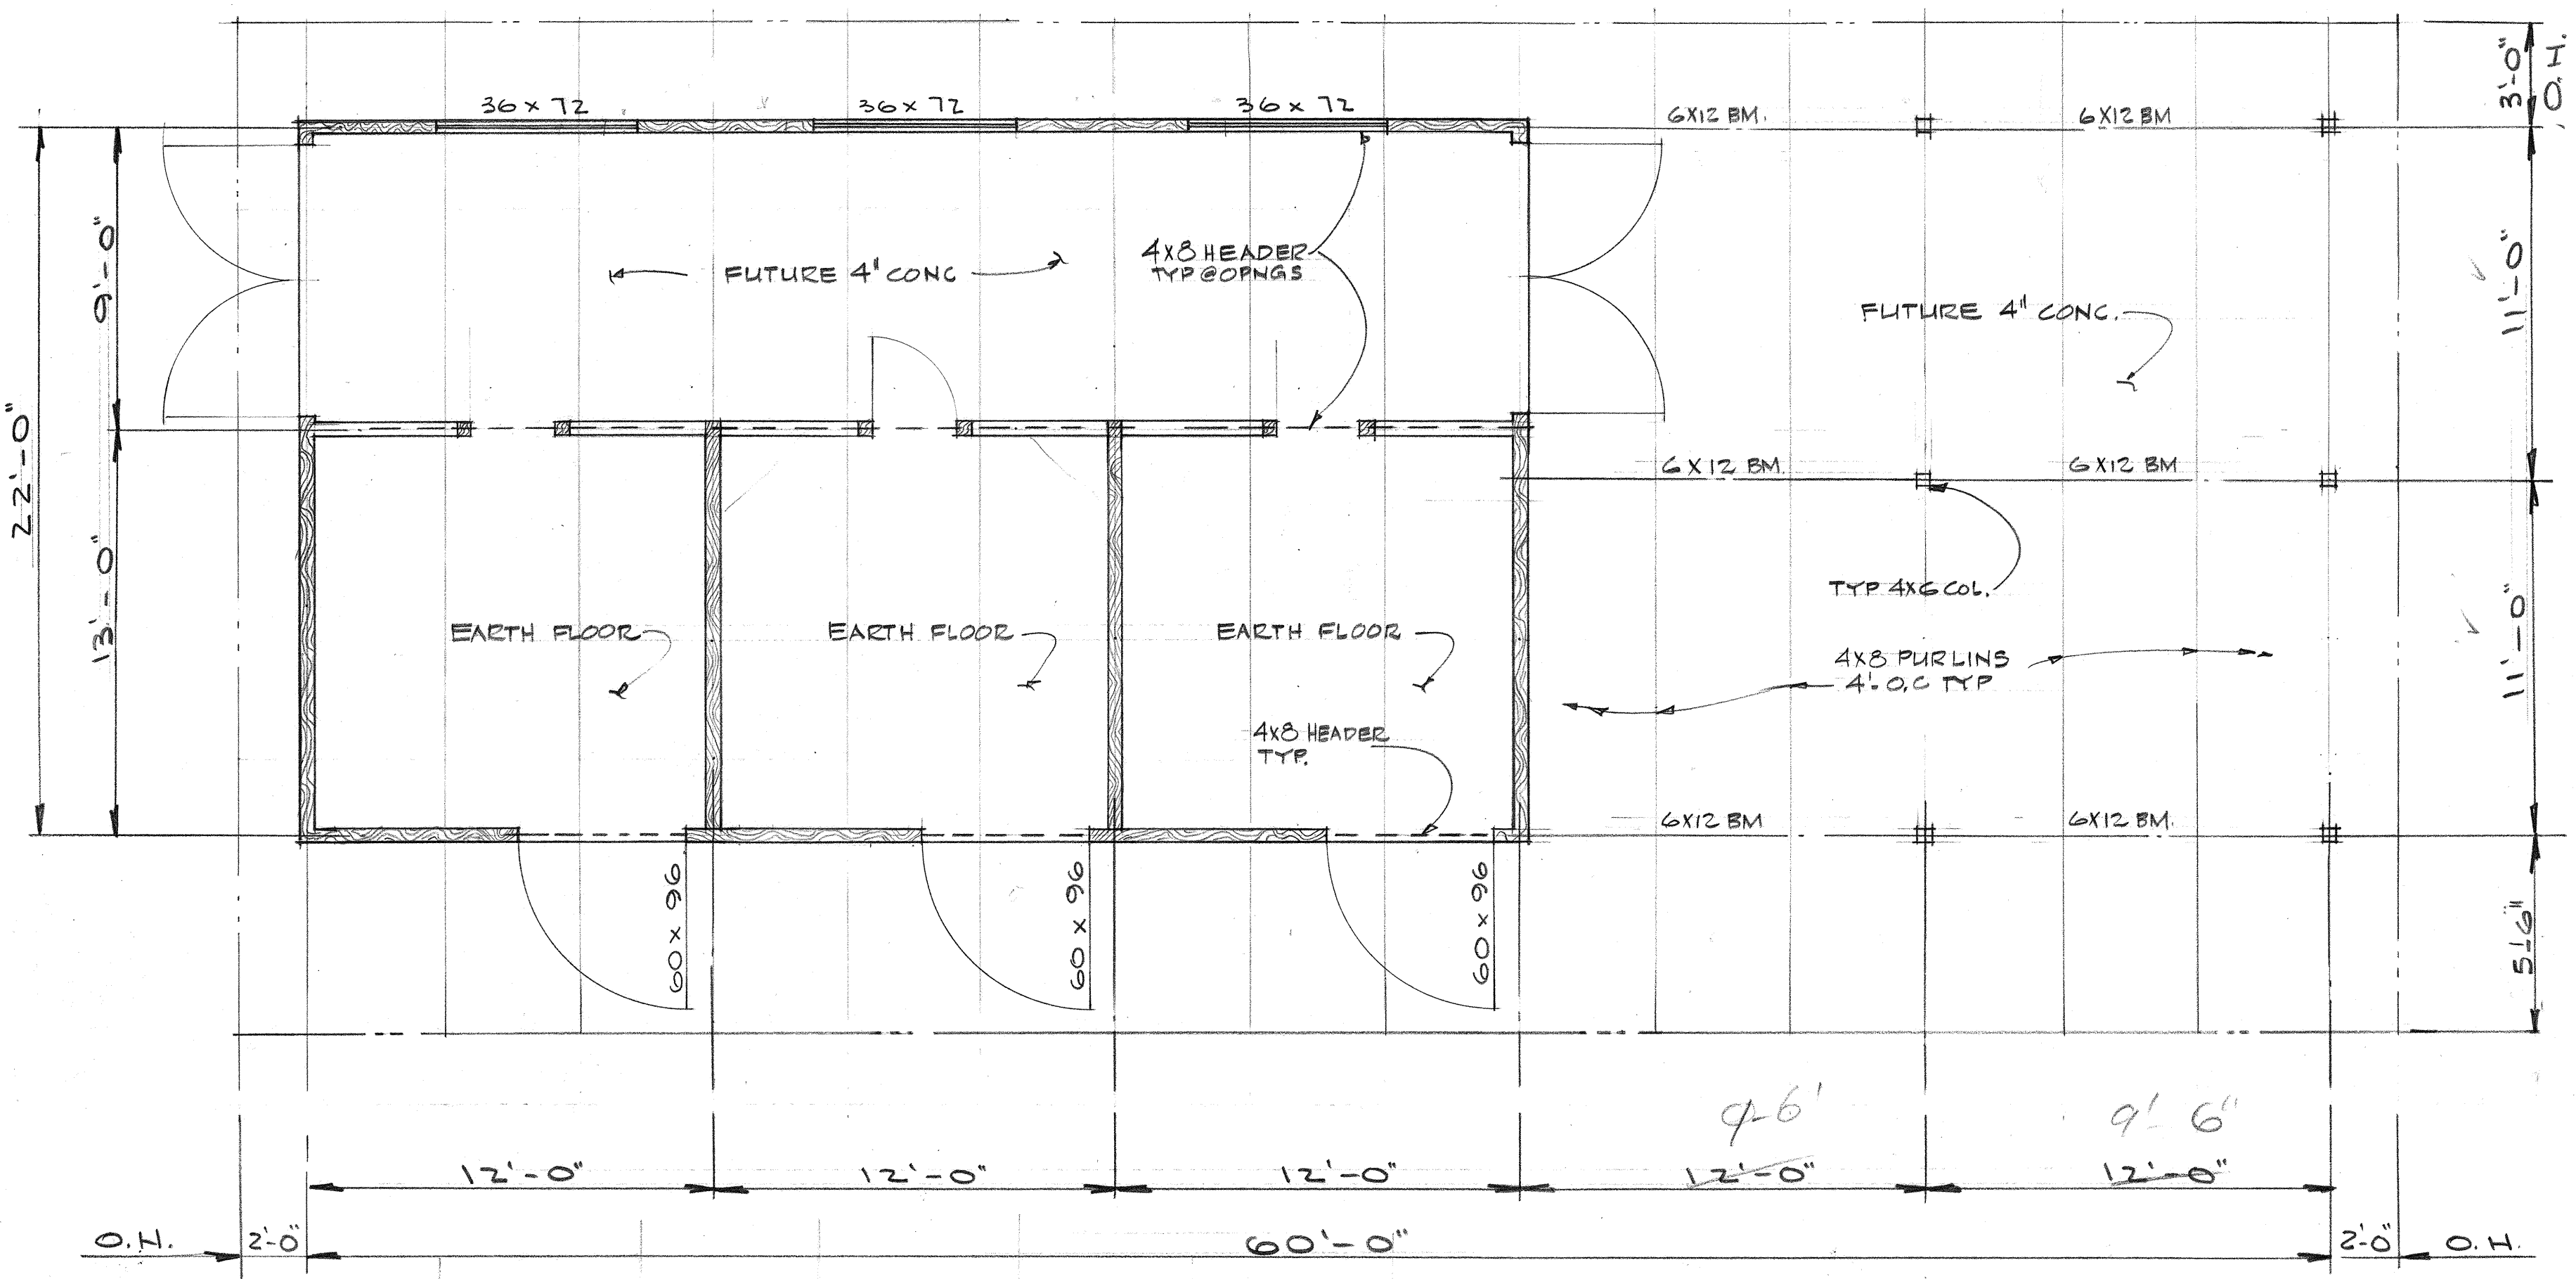 3'-0"
O.H.
36 x 72
36 x 72
36 x 72
6X12 BM.
6X12 BM
22'-0"
9'-0"
FUTURE 4" CONC
4X8 HEADER
TYP @ OPNGS
FUTURE 4" CONC.
11'-0"
6 X 12 BM.
6X12 BM
13'-0"
EARTH FLOOR
EARTH FLOOR
EARTH FLOOR
TYP 4X6 COL.
4X8 PURLINS
4'- O.C TYP
11'-0"
4X8 HEADER
TYP.
6X12 BM
6X12 BM.
60 x 96
60 x 96
60 x 96
5'-6"
9-6'
9'-6"
12'-0"
12'-0"
12'-0"
12'-0"
12'-0"
O.H.
2'-0"
60'-0"
2'-0"
O.H.